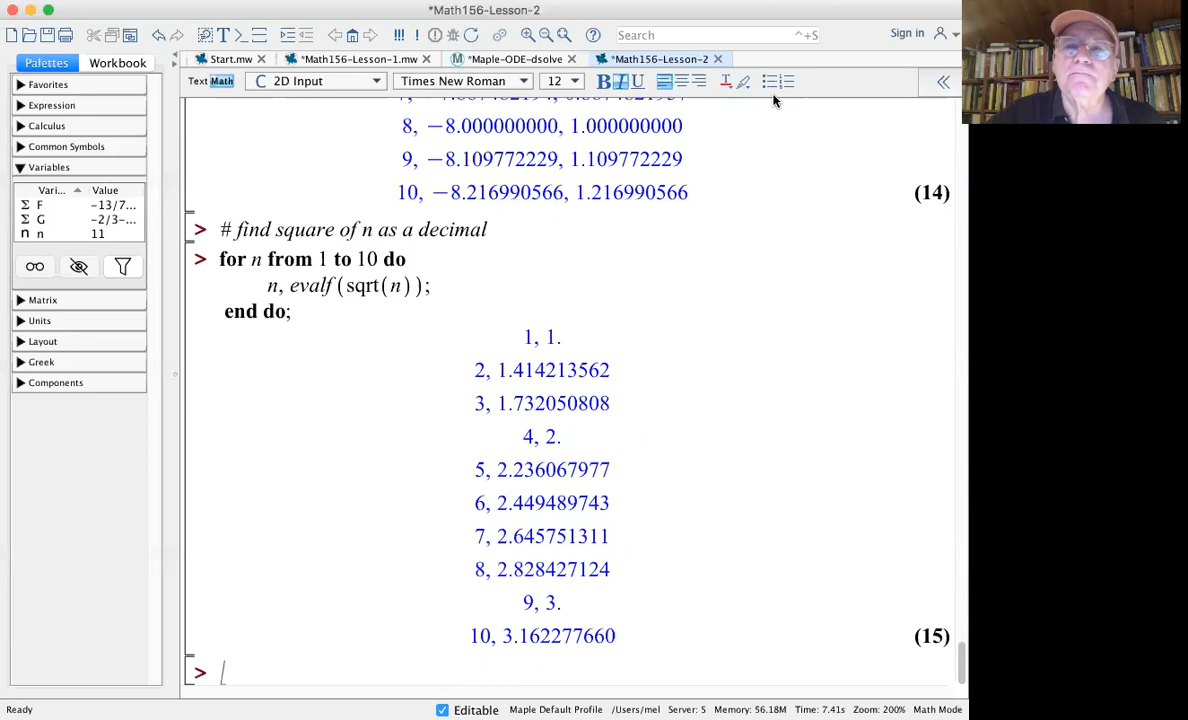 *Math156-Lesson-2
Search ^+S
Sign in
Start.mw *Math156-Lesson-1.mw *Maple-ODE-dsolve *Math156-Lesson-2
Palettes Workbook
Text Math C 2D Input Times New Roman 12 B I U
Favorites
Expression
Calculus
Common Symbols
Variables
Vari... Value
Σ F -13/7...
Σ G -2/3-...
n n 11
Matrix
Units
Layout
Greek
Components
8, −8.000000000, 1.000000000
9, −8.109772229, 1.109772229
10, −8.216990566, 1.216990566
(14)
> # find square of n as a decimal
> for n from 1 to 10 do
n, evalf(sqrt(n));
end do;
1, 1.
2, 1.414213562
3, 1.732050808
4, 2.
5, 2.236067977
6, 2.449489743
7, 2.645751311
8, 2.828427124
9, 3.
10, 3.162277660
(15)
>
Ready Editable Maple Default Profile /Users/mel Server: 5 Memory: 56.18M Time: 7.41s Zoom: 200% Math Mode